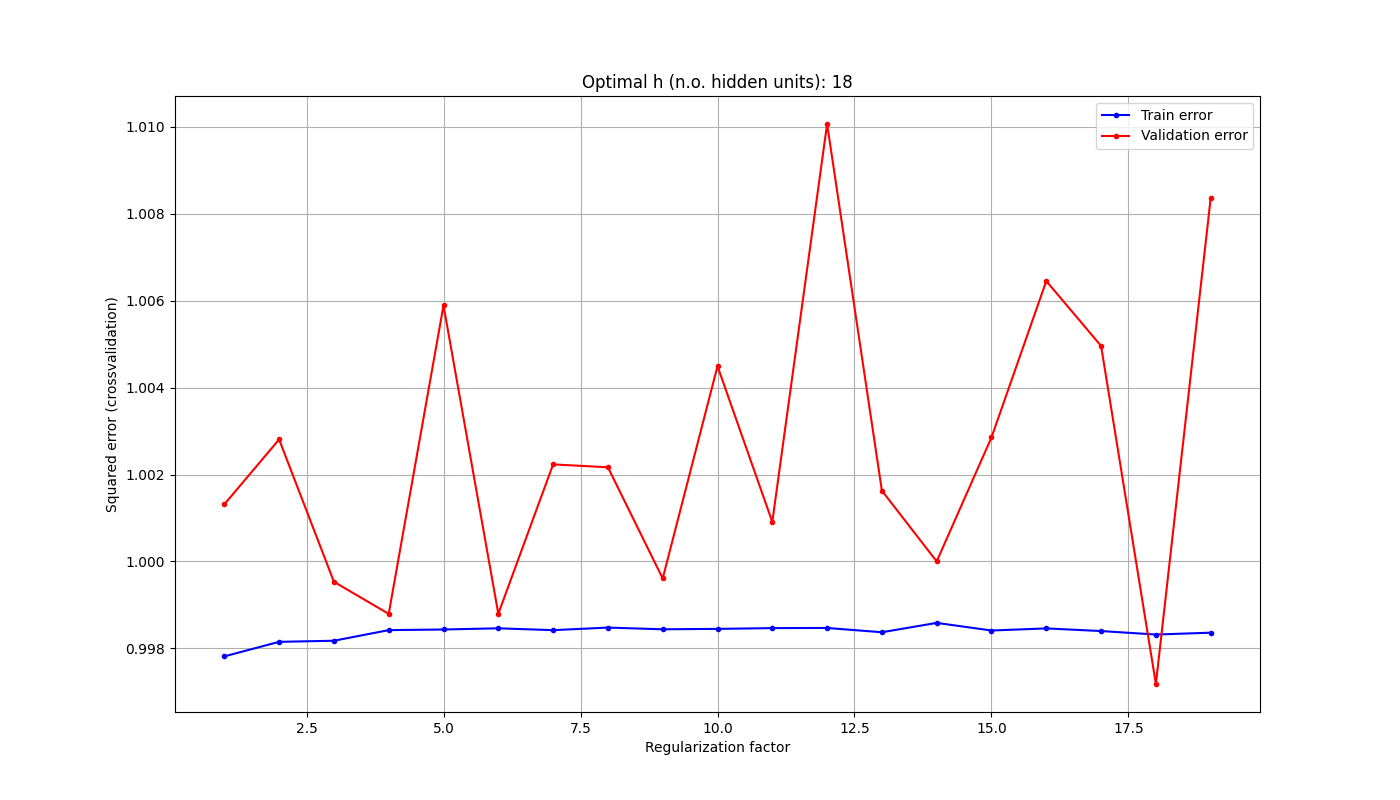 Optimal h (n.o. hidden units): 18
Train error
Validation error
1.010
1.008
1.006
1.004
1.002
1.000
0.998
Squared error (crossvalidation)
2.5 5.0 7.5 10.0 12.5 15.0 17.5
Regularization factor